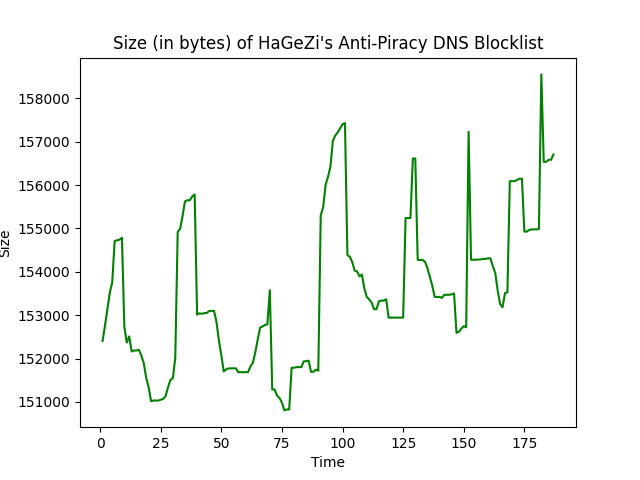 Size (in bytes) of HaGeZi's Anti-Piracy DNS Blocklist
158000
157000
156000
155000
154000
153000
152000
151000
Size
0 25 50 75 100 125 150 175
Time